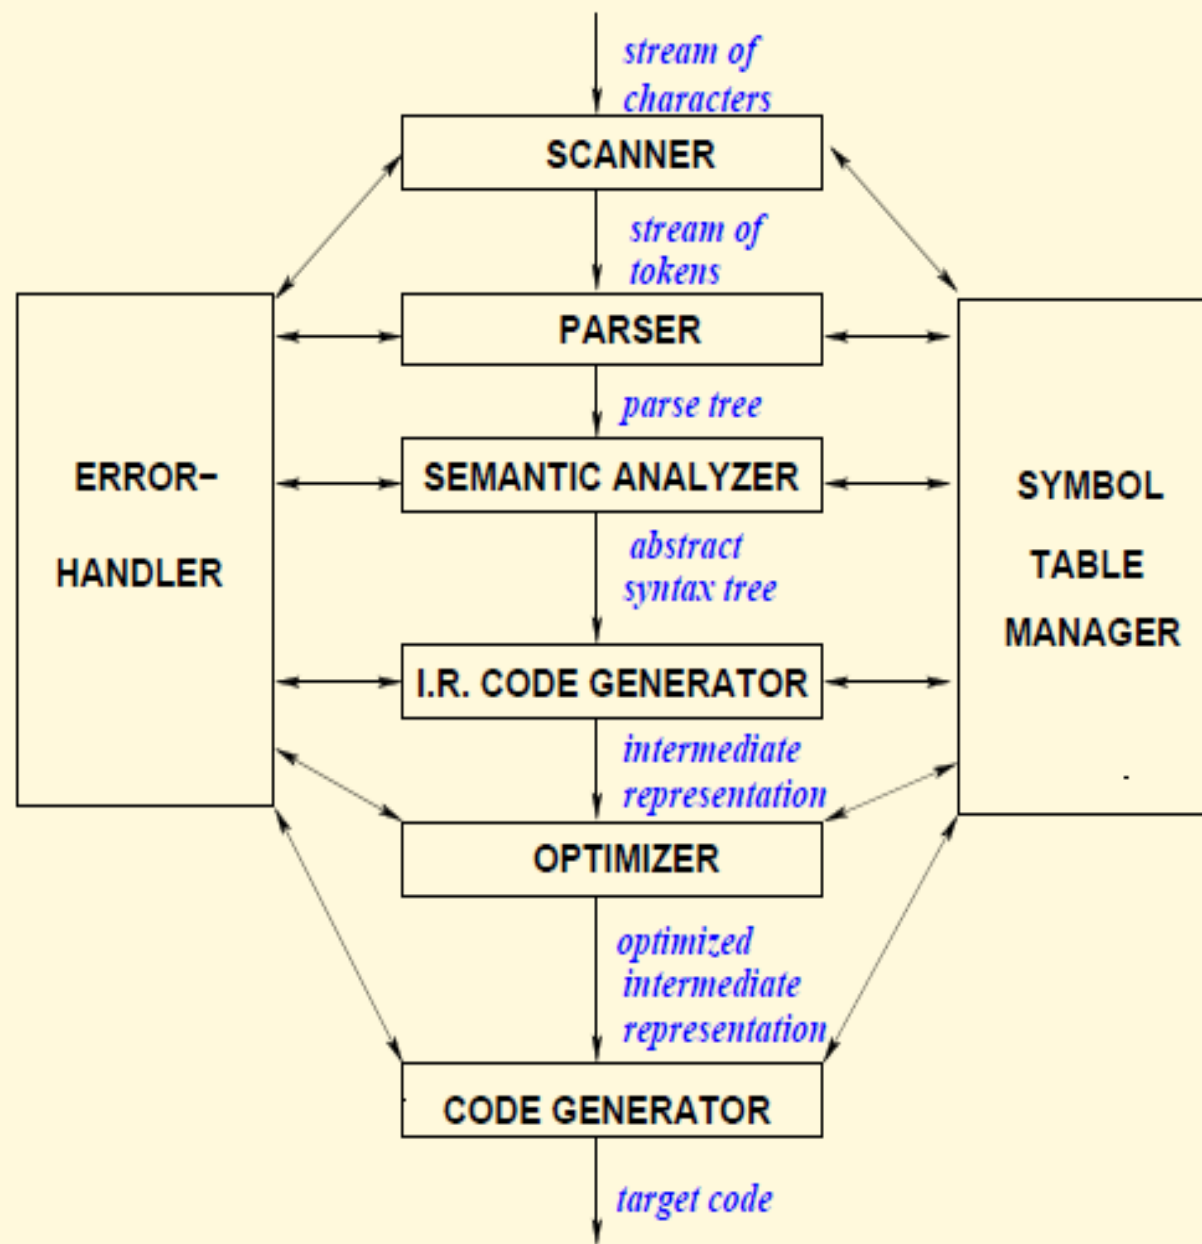 stream of
characters
SCANNER
stream of
tokens
PARSER
parse tree
ERROR–
HANDLER
SEMANTIC ANALYZER
SYMBOL
TABLE
MANAGER
abstract
syntax tree
I.R. CODE GENERATOR
intermediate
representation
OPTIMIZER
optimized
intermediate
representation
CODE GENERATOR
target code